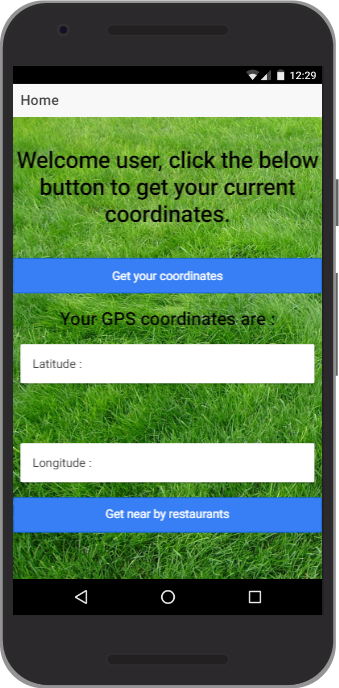 12:29
Home
Welcome user, click the below
button to get your current
coordinates.
Get your coordinates
Your GPS coordinates are :
Latitude :
Longitude :
Get near by restaurants